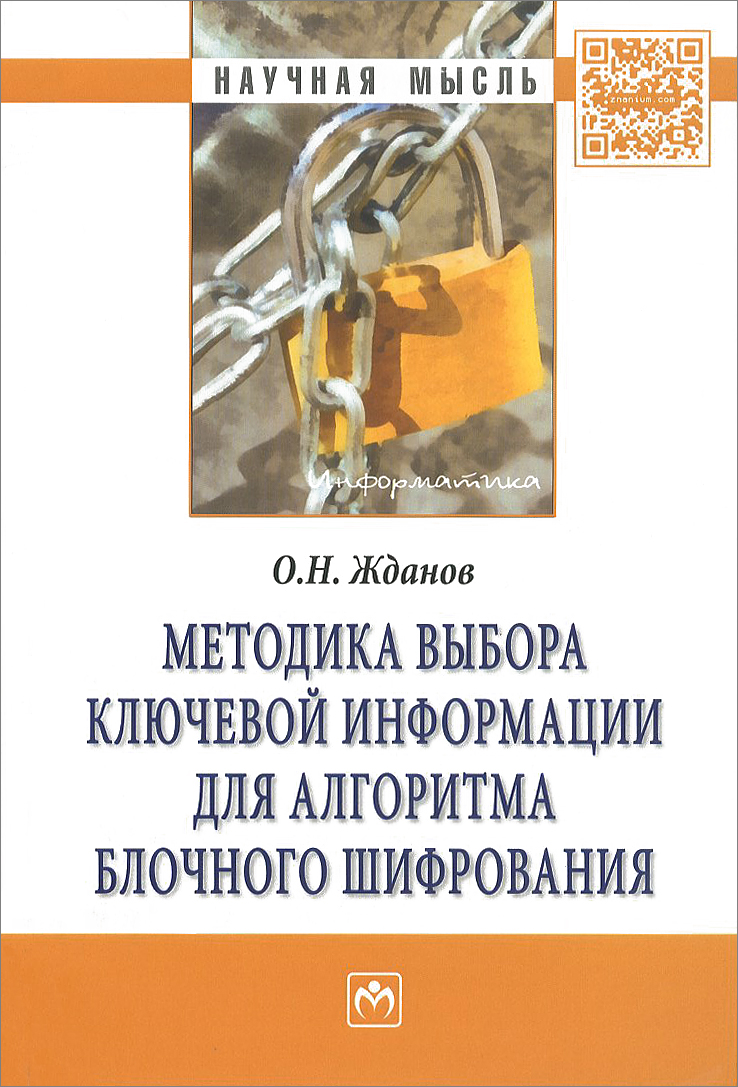 НАУЧНАЯ МЫСЛЬ
znanium.com
Информатика
О.Н. Жданов
МЕТОДИКА ВЫБОРА
КЛЮЧЕВОЙ ИНФОРМАЦИИ
ДЛЯ АЛГОРИТМА
БЛОЧНОГО ШИФРОВАНИЯ